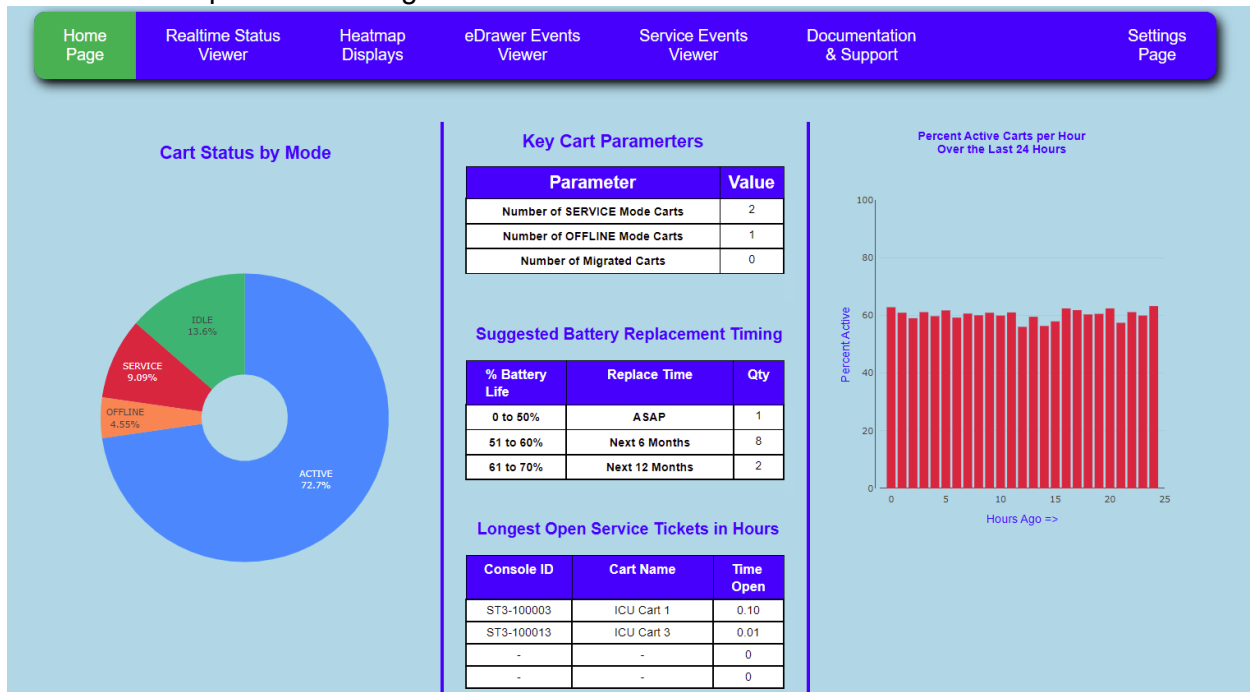 Home
Page
Realtime Status
Viewer
Heatmap
Displays
eDrawer Events
Viewer
Service Events
Viewer
Documentation
& Support
Settings
Page
Cart Status by Mode
IDLE
13.6%
SERVICE
9.09%
OFFLINE
4.55%
ACTIVE
72.7%
Key Cart Paramerters
Parameter Value
Number of SERVICE Mode Carts 2
Number of OFFLINE Mode Carts 1
Number of Migrated Carts 0
Suggested Battery Replacement Timing
% Battery
Life
Replace Time
Qty
0 to 50% ASAP 1
51 to 60% Next 6 Months 8
61 to 70% Next 12 Months 2
Longest Open Service Tickets in Hours
Console ID
Cart Name
Time
Open
ST3-100003 ICU Cart 1 0.10
ST3-100013 ICU Cart 3 0.01
- - 0
- - 0
Percent Active Carts per Hour
Over the Last 24 Hours
100
80
60
40
20
0
Percent Active
0 5 10 15 20 25
Hours Ago =>